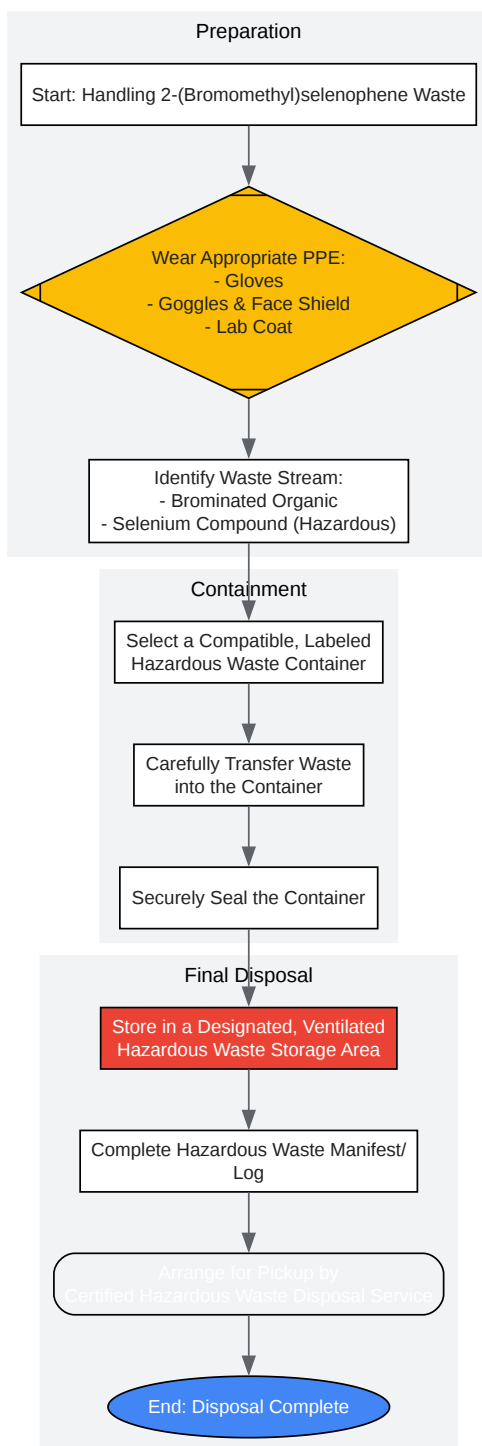 Preparation
Start: Handling 2-(Bromomethyl)selenophene Waste
Wear Appropriate PPE:
- Gloves
- Goggles & Face Shield
- Lab Coat
Identify Waste Stream:
- Brominated Organic
- Selenium Compound (Hazardous)
Containment
Select a Compatible, Labeled
Hazardous Waste Container
Carefully Transfer Waste
into the Container
Securely Seal the Container
Final Disposal
Store in a Designated, Ventilated
Hazardous Waste Storage Area
Complete Hazardous Waste Manifest/
Log
Arrange for Pickup by
Certified Hazardous Waste Disposal Service
End: Disposal Complete